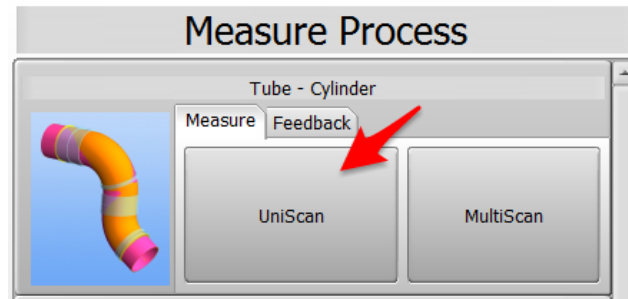 Measure Process
Tube - Cylinder
Measure Feedback
UniScan MultiScan